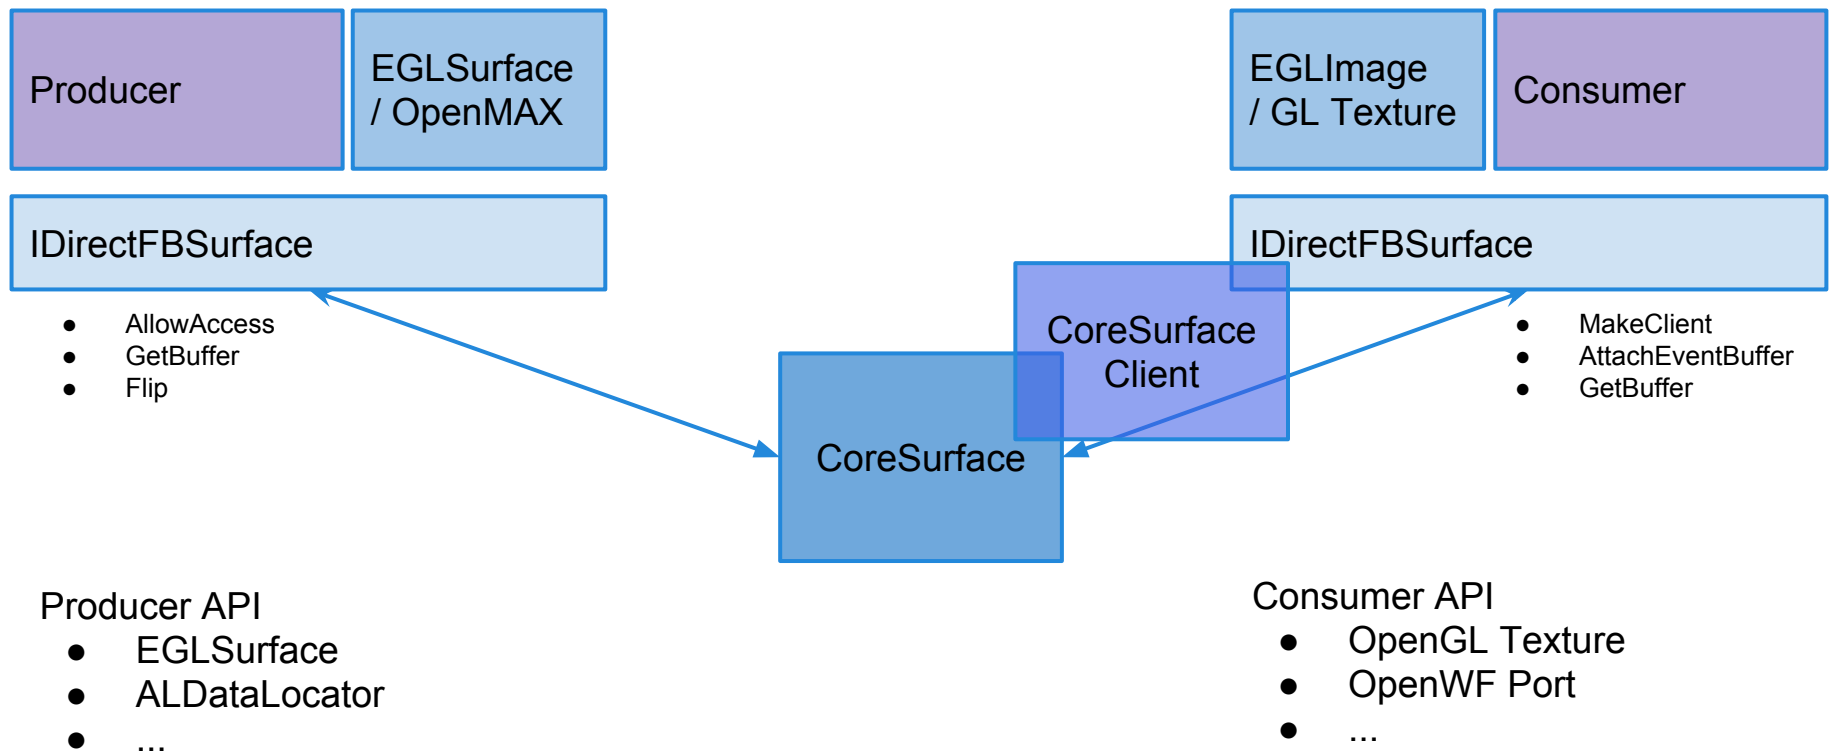 Producer
EGLSurface
/ OpenMAX
EGLImage
/ GL Texture
Consumer
IDirectFBSurface
IDirectFBSurface
● AllowAccess
● GetBuffer
● Flip
CoreSurface
Client
● MakeClient
● AttachEventBuffer
● GetBuffer
CoreSurface
Producer API
● EGLSurface
● ALDataLocator
● ...
Consumer API
● OpenGL Texture
● OpenWF Port
● ...